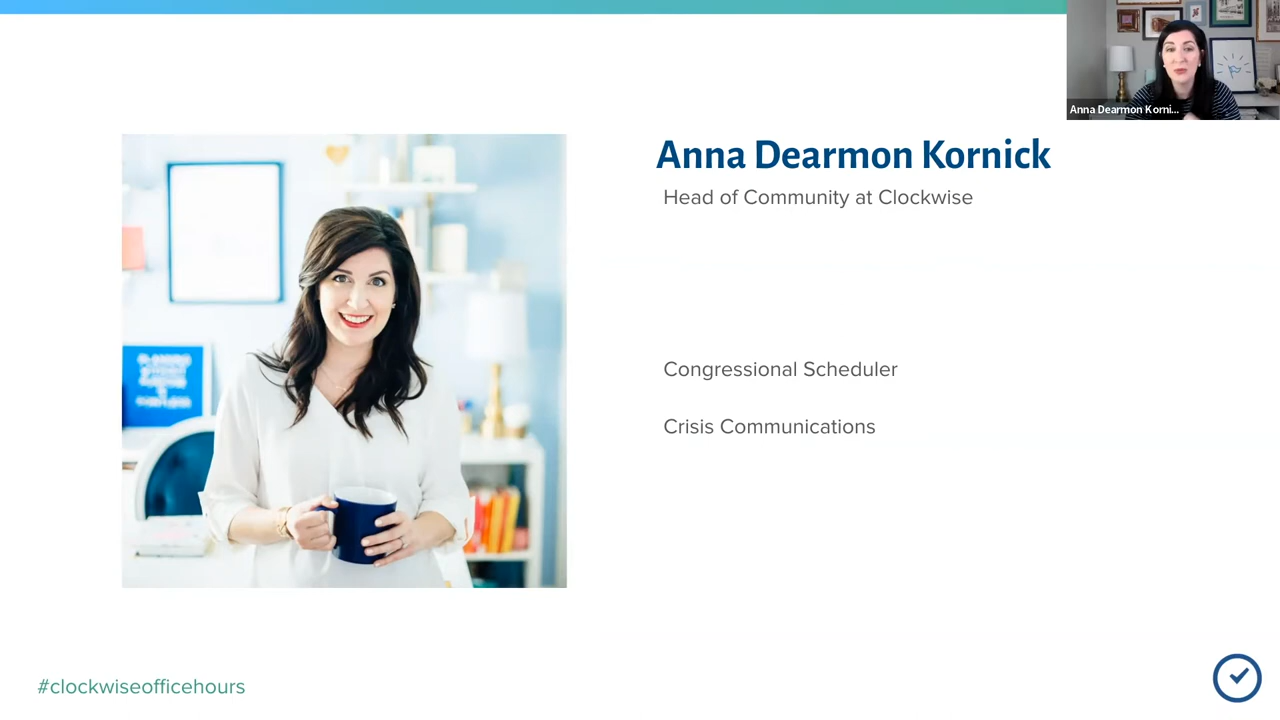 Anna Dearmon Korni...
Anna Dearmon Kornick
Head of Community at Clockwise
Congressional Scheduler
Crisis Communications
#clockwiseofficehours